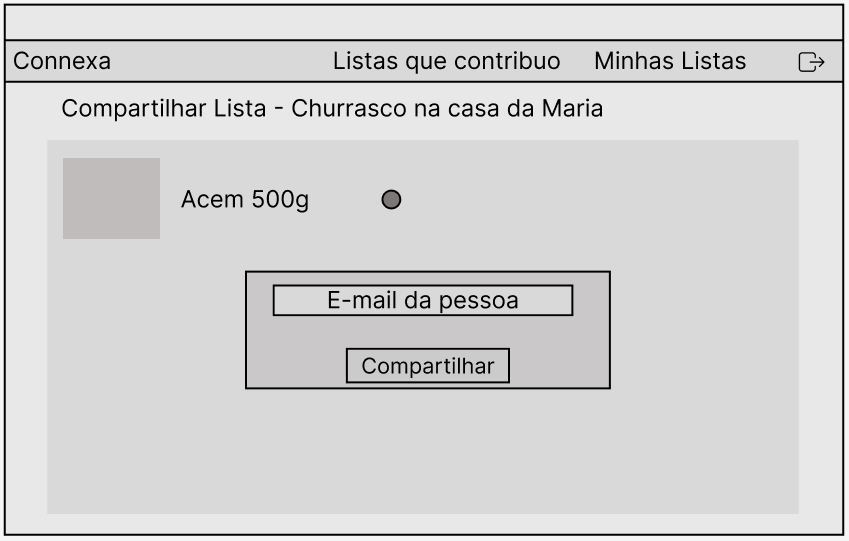 Connexa Listas que contribuo Minhas Listas
Compartilhar Lista - Churrasco na casa da Maria
Acem 500g
E-mail da pessoa
Compartilhar